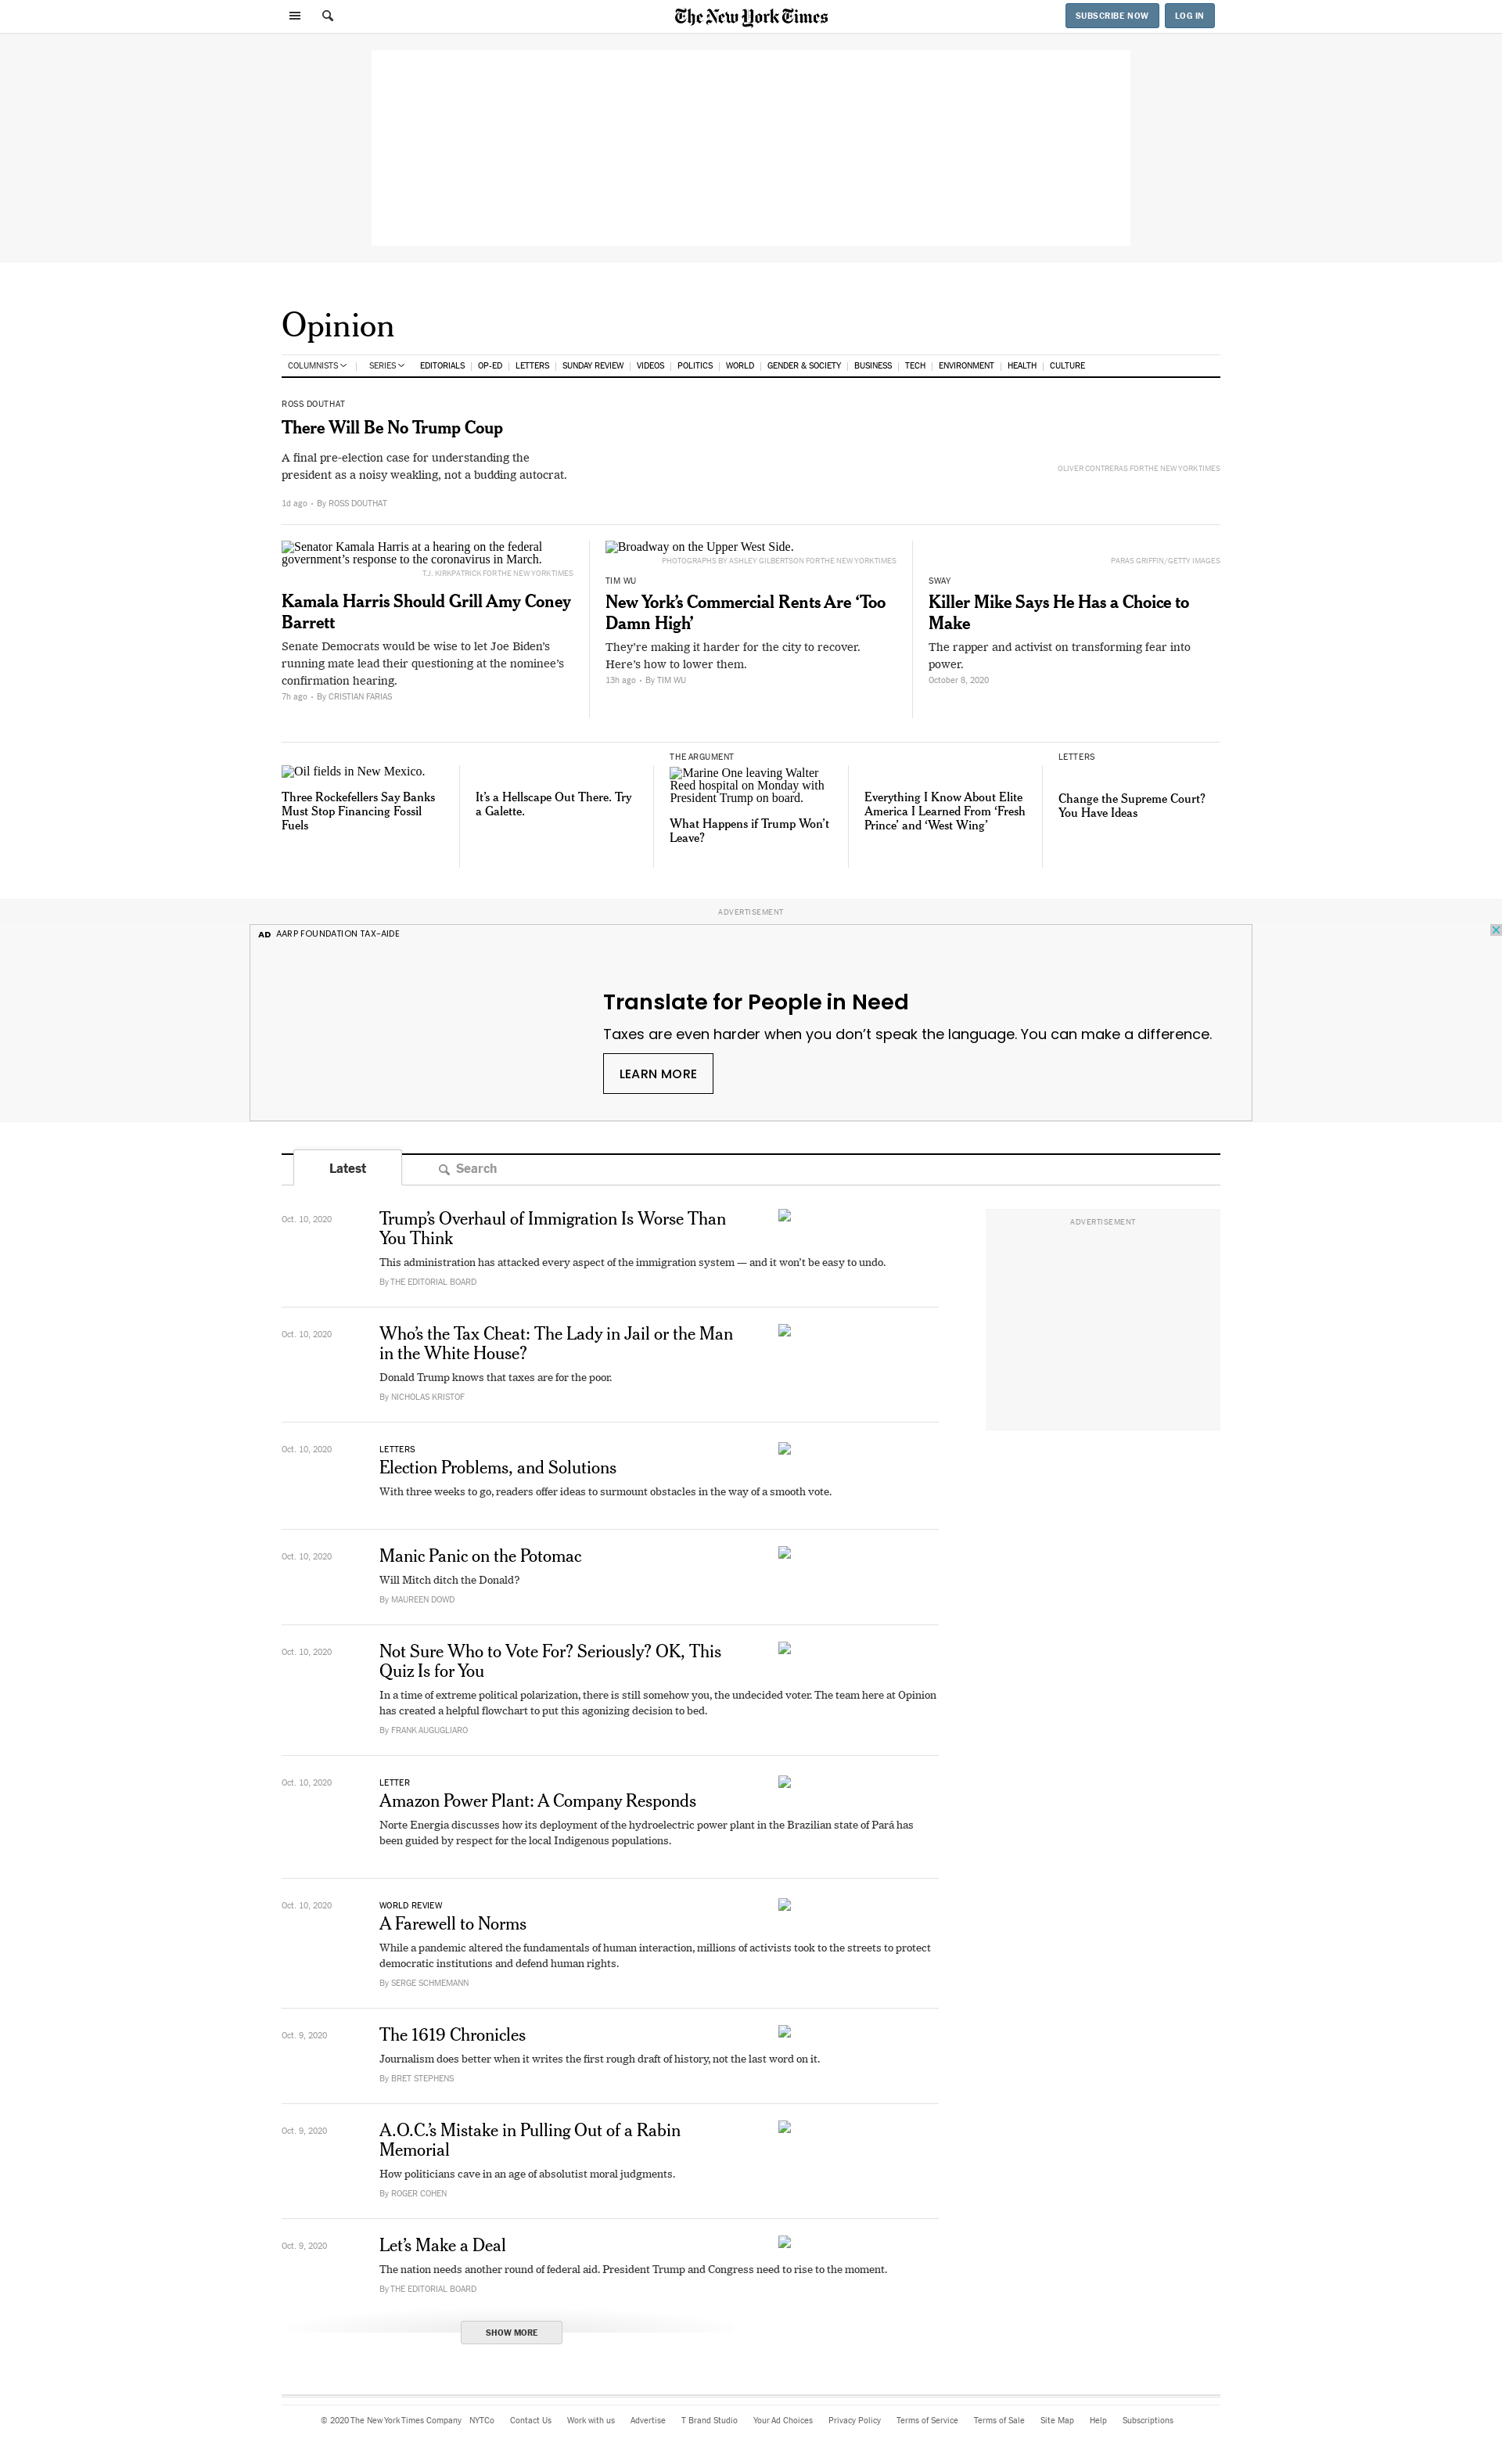 The New York Times
SUBSCRIBE NOW
LOG IN
Opinion
COLUMNISTS
SERIES
EDITORIALS
OP-ED
LETTERS
SUNDAY REVIEW
VIDEOS
POLITICS
WORLD
GENDER & SOCIETY
BUSINESS
TECH
ENVIRONMENT
HEALTH
CULTURE
ROSS DOUTHAT
There Will Be No Trump Coup
A final pre-election case for understanding the
president as a noisy weakling, not a budding autocrat.
OLIVER CONTRERAS FOR THE NEW YORK TIMES
1d ago • By ROSS DOUTHAT
Senator Kamala Harris at a hearing on the federal
government’s response to the coronavirus in March.
T.J. KIRKPATRICK FOR THE NEW YORK TIMES
Kamala Harris Should Grill Amy Coney
Barrett
Senate Democrats would be wise to let Joe Biden’s
running mate lead their questioning at the nominee’s
confirmation hearing.
7h ago • By CRISTIAN FARIAS
Broadway on the Upper West Side.
PHOTOGRAPHS BY ASHLEY GILBERTSON FOR THE NEW YORK TIMES
TIM WU
New York’s Commercial Rents Are ‘Too
Damn High’
They’re making it harder for the city to recover.
Here’s how to lower them.
13h ago • By TIM WU
PARAS GRIFFIN/GETTY IMAGES
SWAY
Killer Mike Says He Has a Choice to
Make
The rapper and activist on transforming fear into
power.
October 8, 2020
Oil fields in New Mexico.
Three Rockefellers Say Banks
Must Stop Financing Fossil
Fuels
It’s a Hellscape Out There. Try
a Galette.
THE ARGUMENT
Marine One leaving Walter
Reed hospital on Monday with
President Trump on board.
What Happens if Trump Won’t
Leave?
Everything I Know About Elite
America I Learned From ‘Fresh
Prince’ and ‘West Wing’
LETTERS
Change the Supreme Court?
You Have Ideas
ADVERTISEMENT
AD AARP FOUNDATION TAX-AIDE
Translate for People in Need
Taxes are even harder when you don’t speak the language. You can make a difference.
LEARN MORE
Latest
Search
ADVERTISEMENT
Oct. 10, 2020
Trump’s Overhaul of Immigration Is Worse Than
You Think
This administration has attacked every aspect of the immigration system — and it won’t be easy to undo.
By THE EDITORIAL BOARD
Oct. 10, 2020
Who’s the Tax Cheat: The Lady in Jail or the Man
in the White House?
Donald Trump knows that taxes are for the poor.
By NICHOLAS KRISTOF
Oct. 10, 2020
LETTERS
Election Problems, and Solutions
With three weeks to go, readers offer ideas to surmount obstacles in the way of a smooth vote.
Oct. 10, 2020
Manic Panic on the Potomac
Will Mitch ditch the Donald?
By MAUREEN DOWD
Oct. 10, 2020
Not Sure Who to Vote For? Seriously? OK, This
Quiz Is for You
In a time of extreme political polarization, there is still somehow you, the undecided voter. The team here at Opinion
has created a helpful flowchart to put this agonizing decision to bed.
By FRANK AUGUGLIARO
Oct. 10, 2020
LETTER
Amazon Power Plant: A Company Responds
Norte Energia discusses how its deployment of the hydroelectric power plant in the Brazilian state of Pará has
been guided by respect for the local Indigenous populations.
Oct. 10, 2020
WORLD REVIEW
A Farewell to Norms
While a pandemic altered the fundamentals of human interaction, millions of activists took to the streets to protect
democratic institutions and defend human rights.
By SERGE SCHMEMANN
Oct. 9, 2020
The 1619 Chronicles
Journalism does better when it writes the first rough draft of history, not the last word on it.
By BRET STEPHENS
Oct. 9, 2020
A.O.C.’s Mistake in Pulling Out of a Rabin
Memorial
How politicians cave in an age of absolutist moral judgments.
By ROGER COHEN
Oct. 9, 2020
Let’s Make a Deal
The nation needs another round of federal aid. President Trump and Congress need to rise to the moment.
By THE EDITORIAL BOARD
SHOW MORE
© 2020 The New York Times Company NYTCo Contact Us Work with us Advertise T Brand Studio Your Ad Choices Privacy Policy Terms of Service Terms of Sale Site Map Help Subscriptions